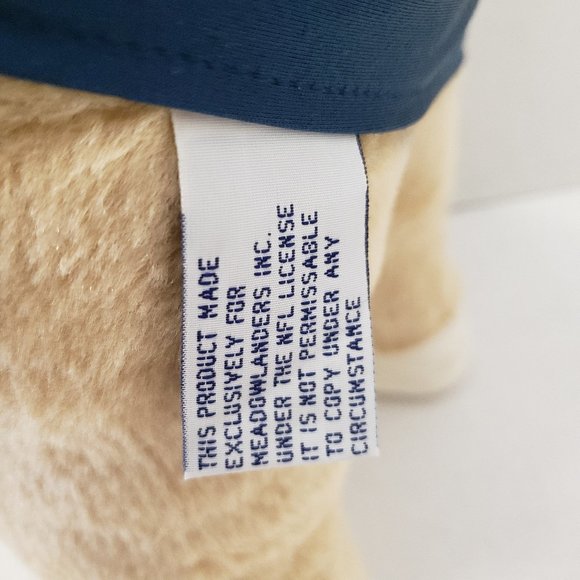 THIS PRODUCT MADE
EXCLUSIVELY FOR
MEADOWLANDERS INC.
UNDER THE NFL LICENSE
IT IS NOT PERMISSABLE
TO COPY UNDER ANY
CIRCUMSTANCE